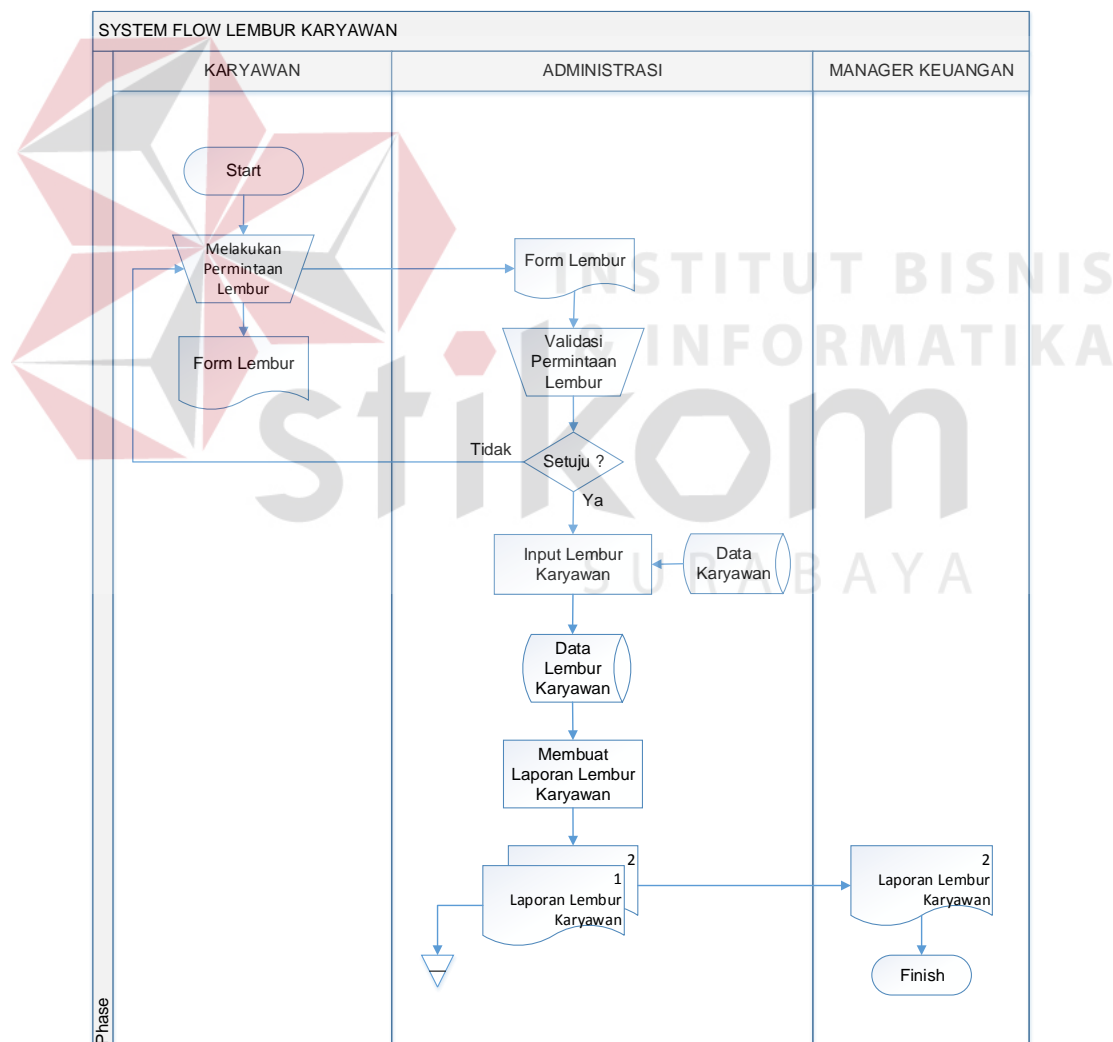 SYSTEM FLOW LEMBUR KARYAWAN
KARYAWAN
ADMINISTRASI
MANAGER KEUANGAN
Start
Melakukan
Permintaan
Lembur
Form Lembur
Form Lembur
Validasi
Permintaan
Lembur
Tidak
Setuju ?
Ya
Input Lembur
Karyawan
Data
Karyawan
Data
Lembur
Karyawan
Membuat
Laporan Lembur
Karyawan
2
1
Laporan Lembur
Karyawan
2
Laporan Lembur
Karyawan
Finish
Phase
INSTITUT BISNIS
& INFORMATIKA
stikom
SURABAYA